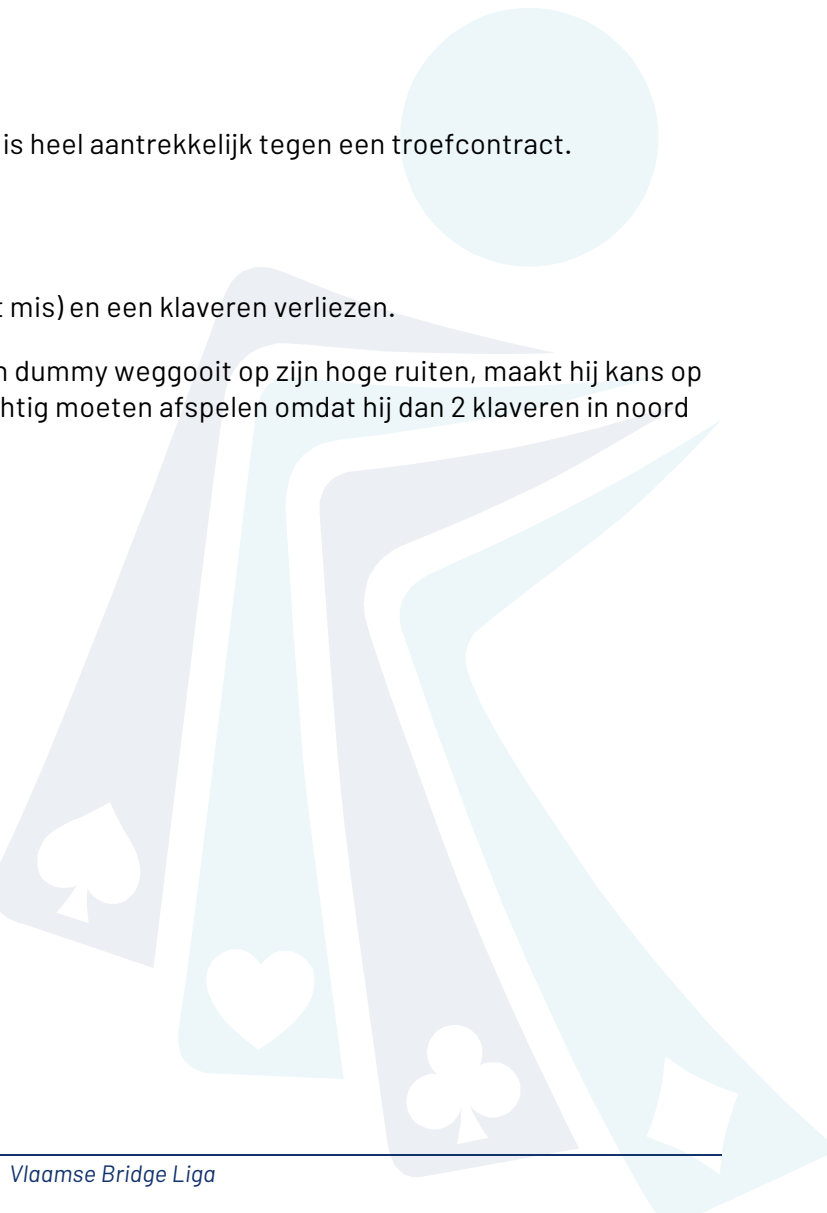 is heel aantrekkelijk tegen een troefcontract.
mis) en een klaveren verliezen.
dummy weggooit op zijn hoge ruiten, maakt hij kans op
moeten afspelen omdat hij dan 2 klaveren in noord
Vlaamse Bridge Liga